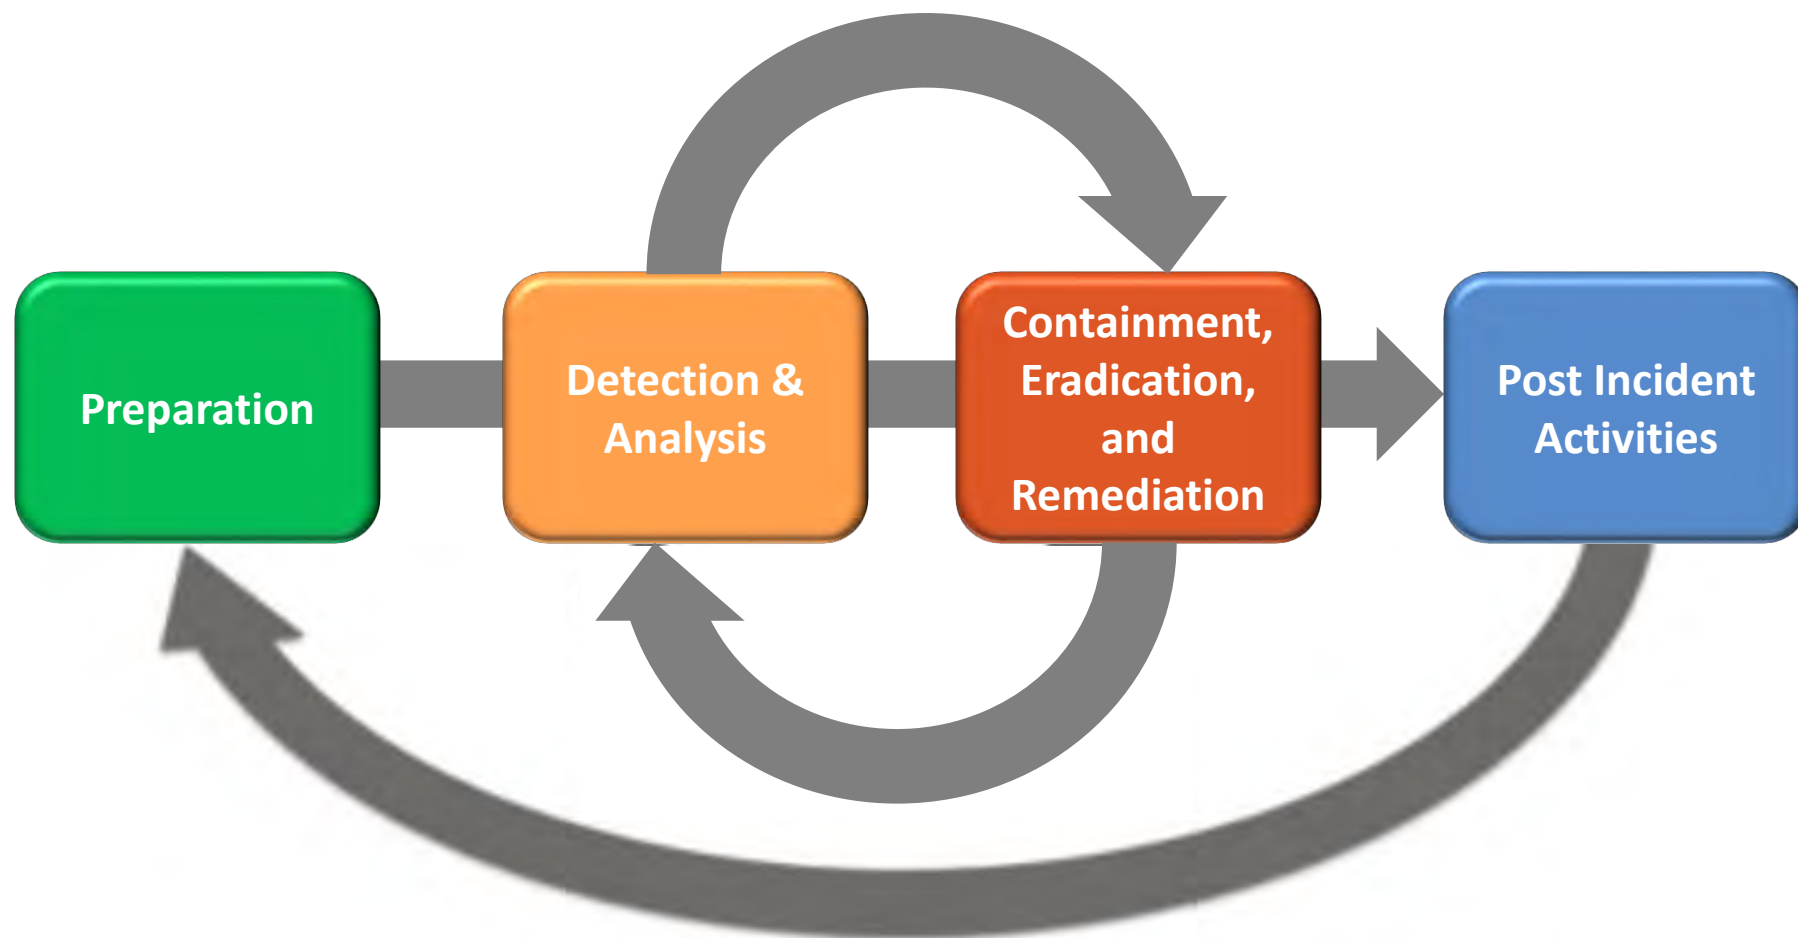 Preparation
Detection &
Analysis
Containment,
Eradication,
and
Remediation
Post Incident
Activities